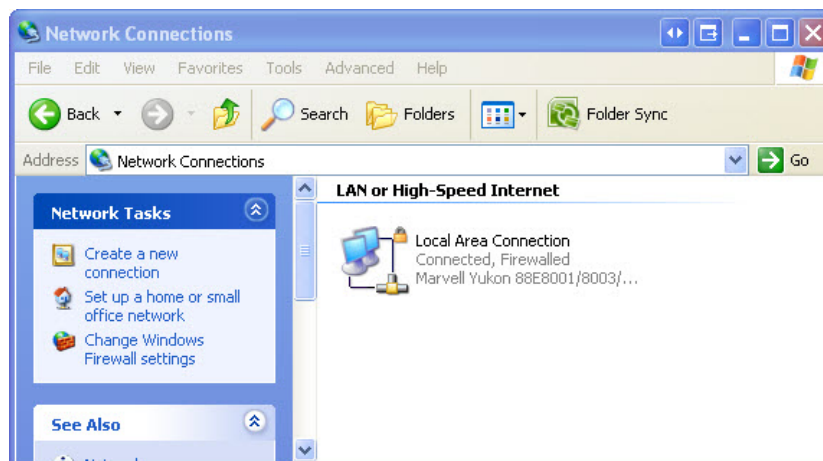 Network Connections
File Edit View Favorites Tools Advanced Help
Back Search Folders Folder Sync
Address Network Connections Go
LAN or High-Speed Internet
Network Tasks
Create a new
connection
Set up a home or small
office network
Change Windows
Firewall settings
Local Area Connection
Connected, Firewalled
Marvell Yukon 88E8001/8003/...
See Also